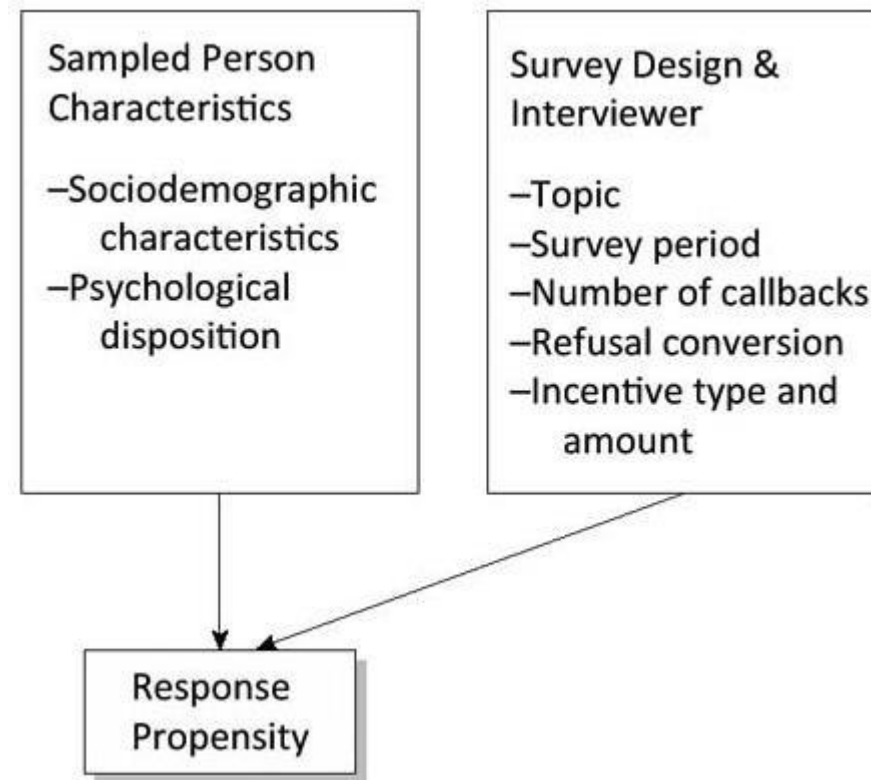 Sampled Person
Characteristics
–Sociodemographic
characteristics
–Psychological
disposition
Survey Design &
Interviewer
–Topic
–Survey period
–Number of callbacks
–Refusal conversion
–Incentive type and
amount
Response
Propensity